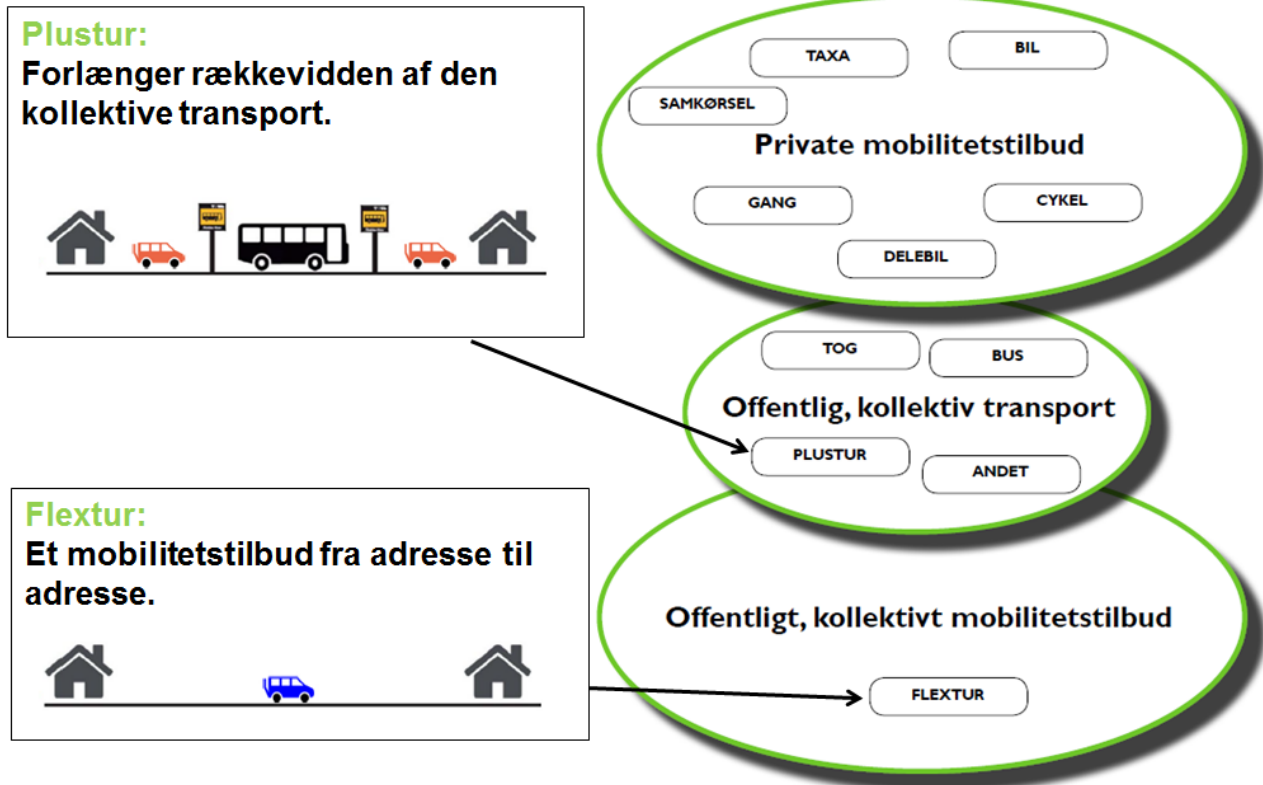 Plustur:
Forlænger rækkevidden af den
kollektive transport.
Flextur:
Et mobilitetstilbud fra adresse til
adresse.
TAXA
BIL
SAMKØRSEL
Private mobilitetstilbud
GANG
CYKEL
DELEBIL
TOG
BUS
Offentlig, kollektiv transport
PLUSTUR
ANDET
Offentligt, kollektivt mobilitetstilbud
FLEXTUR